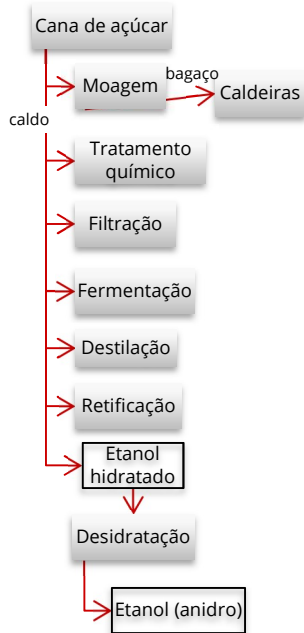 Cana de açúcar
bagaço
Moagem
Caldeiras
caldo
Tratamento
químico
Filtração
Fermentação
Destilação
Retificação
Etanol
hidratado
Desidratação
Etanol (anidro)